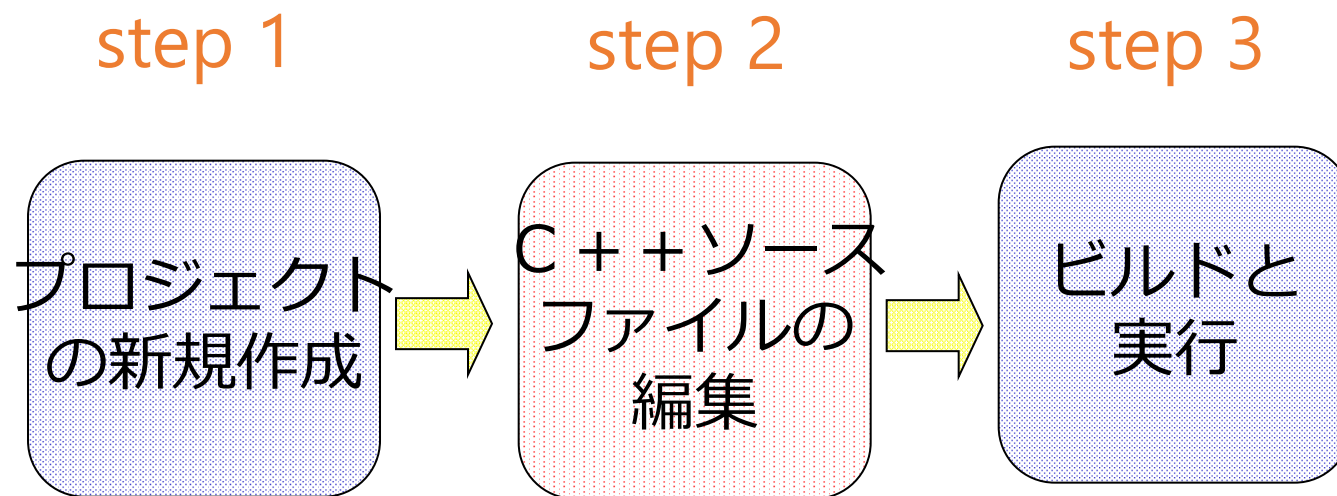 step 1
step 2
step 3
プロジェクト
の新規作成
C++ソース
ファイルの
編集
ビルドと
実行